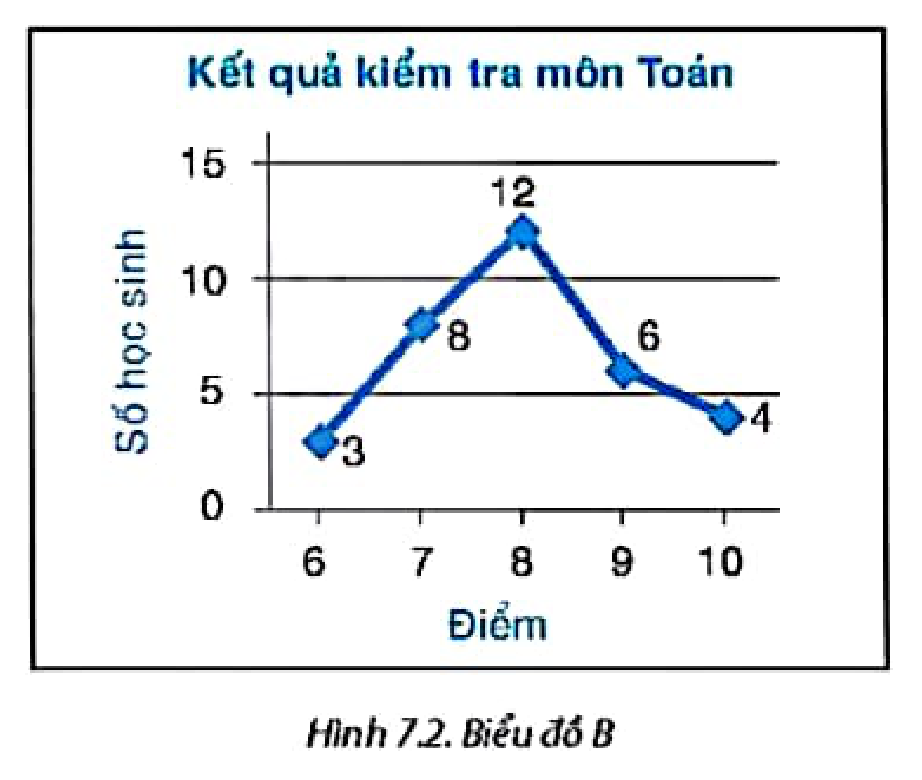 Kết quả kiểm tra môn Toán
15
12
10
8
6
5
4
3
0
Số học sinh
6 7 8 9 10
Điểm
Hình 7.2. Biểu đồ B